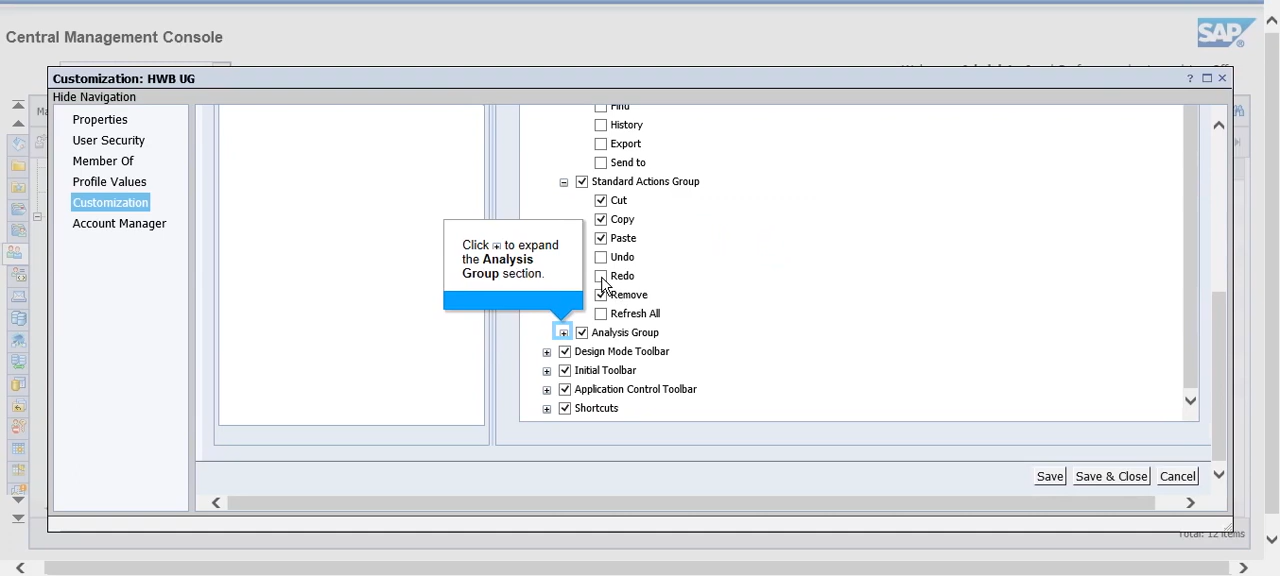 Central Management Console
SAP
Customization: HWB UG
Hide Navigation
Properties
User Security
Member Of
Profile Values
Customization
Account Manager
Find
History
Export
Send to
Standard Actions Group
Cut
Copy
Paste
Undo
Redo
Remove
Refresh All
Click to expand
the Analysis
Group section.
Analysis Group
Design Mode Toolbar
Initial Toolbar
Application Control Toolbar
Shortcuts
Save
Save & Close
Cancel
Total: 12 items